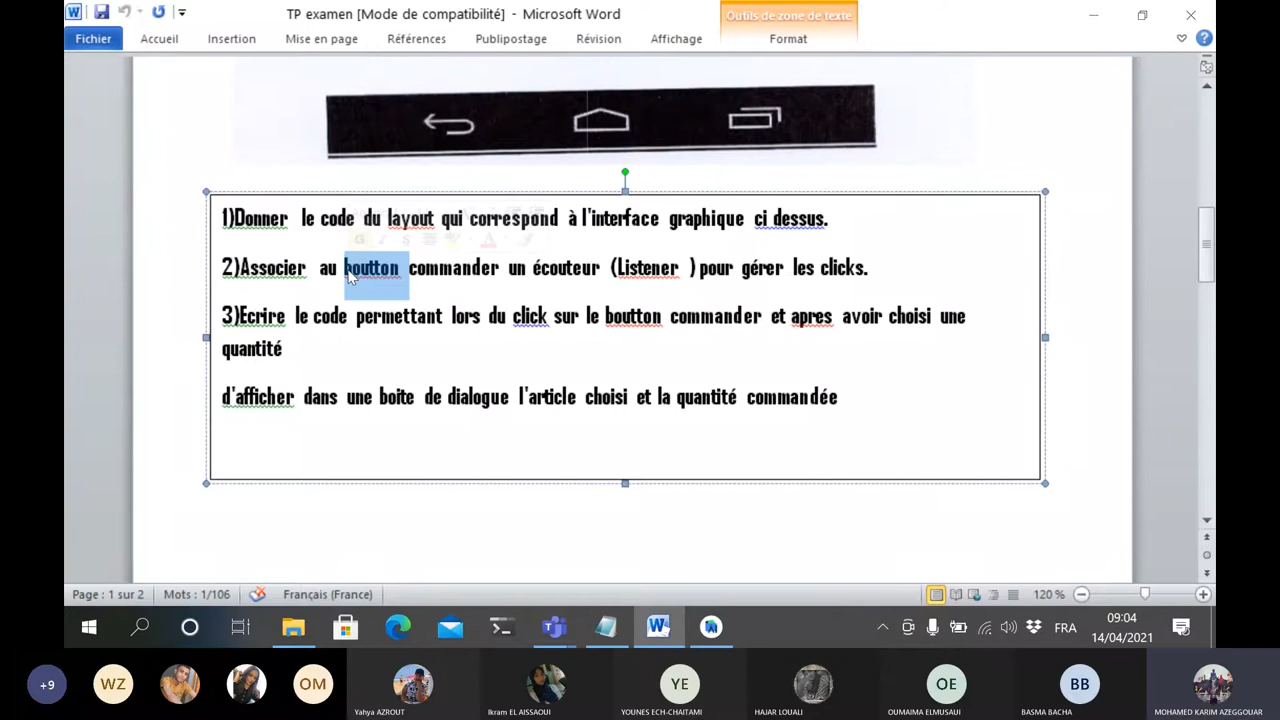 TP examen [Mode de compatibilité] - Microsoft Word
Outils de zone de texte
Fichier Accueil Insertion Mise en page Références Publipostage Révision Affichage Format
1)Donner le code du layout qui correspond à l'interface graphique ci dessus.
2)Associer au boutton commander un écouteur (Listener ) pour gérer les clicks.
3)Ecrire le code permettant lors du click sur le boutton commander et apres avoir choisi une
quantité
d'afficher dans une boite de dialogue l'article choisi et la quantité commandée
Page : 1 sur 2 Mots : 1/106 Français (France) 120 %
09:04
FRA
14/04/2021
+9 WZ OM YE OE BB
Yahya AZROUT Ikram EL AISSAOUI YOUNES ECH-CHAITAMI HAJAR LOUALI OUMAIMA ELMUSAUI BASMA BACHA MOHAMED KARIM AZEGGOUAR